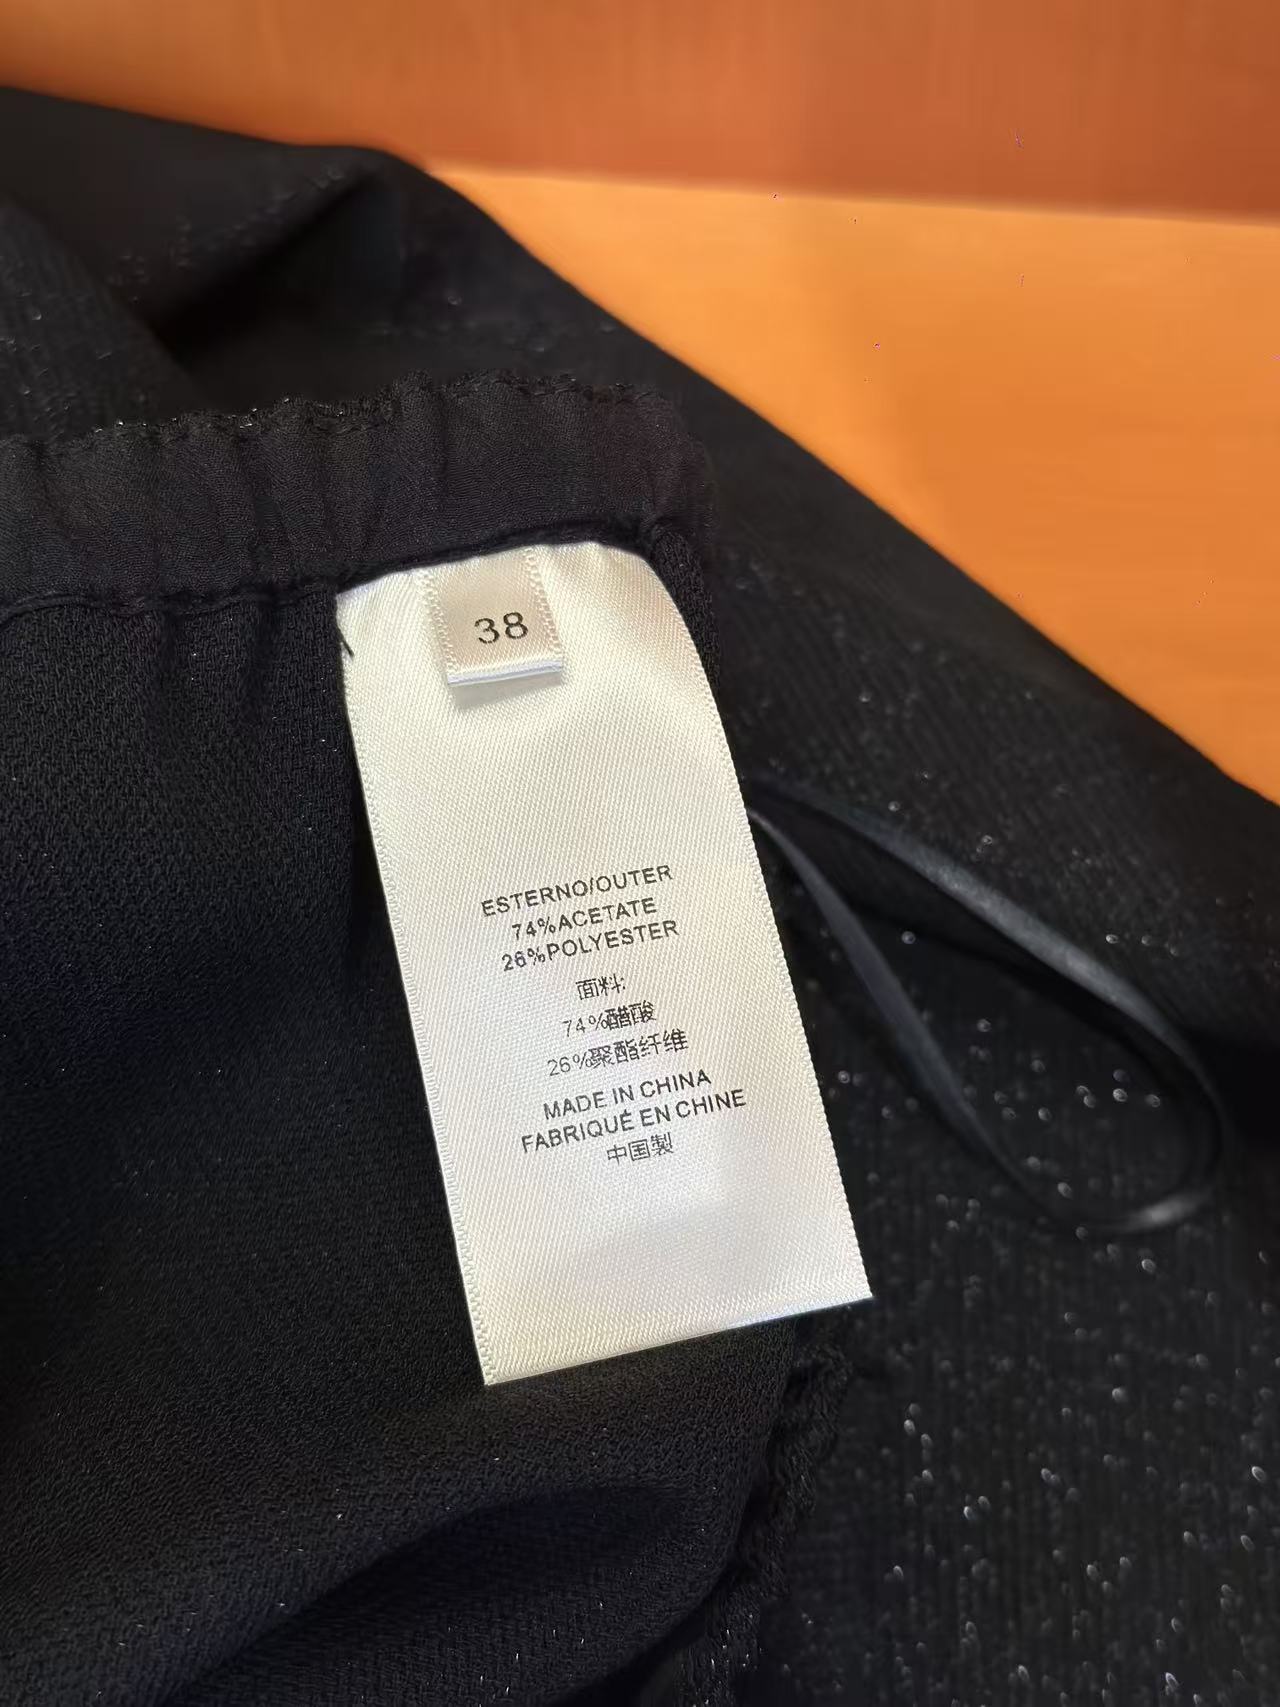 38
ESTERNO/OUTER
74%ACETATE
26%POLYESTER
面料:
74%醋酸
26%聚酯纤维
MADE IN CHINA
FABRIQUÉ EN CHINE
中国製